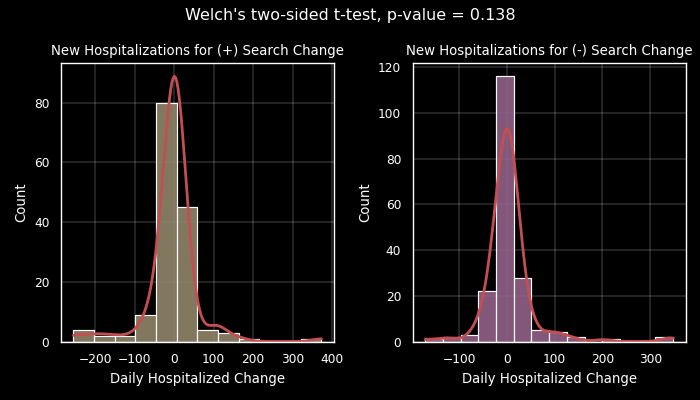 Welch's two-sided t-test, p-value = 0.138
New Hospitalizations for (+) Search Change
80
60
40
20
0
Count
−200 −100 0 100 200 300 400
Daily Hospitalized Change
New Hospitalizations for (-) Search Change
120
100
80
60
40
20
0
Count
−100 0 100 200 300
Daily Hospitalized Change